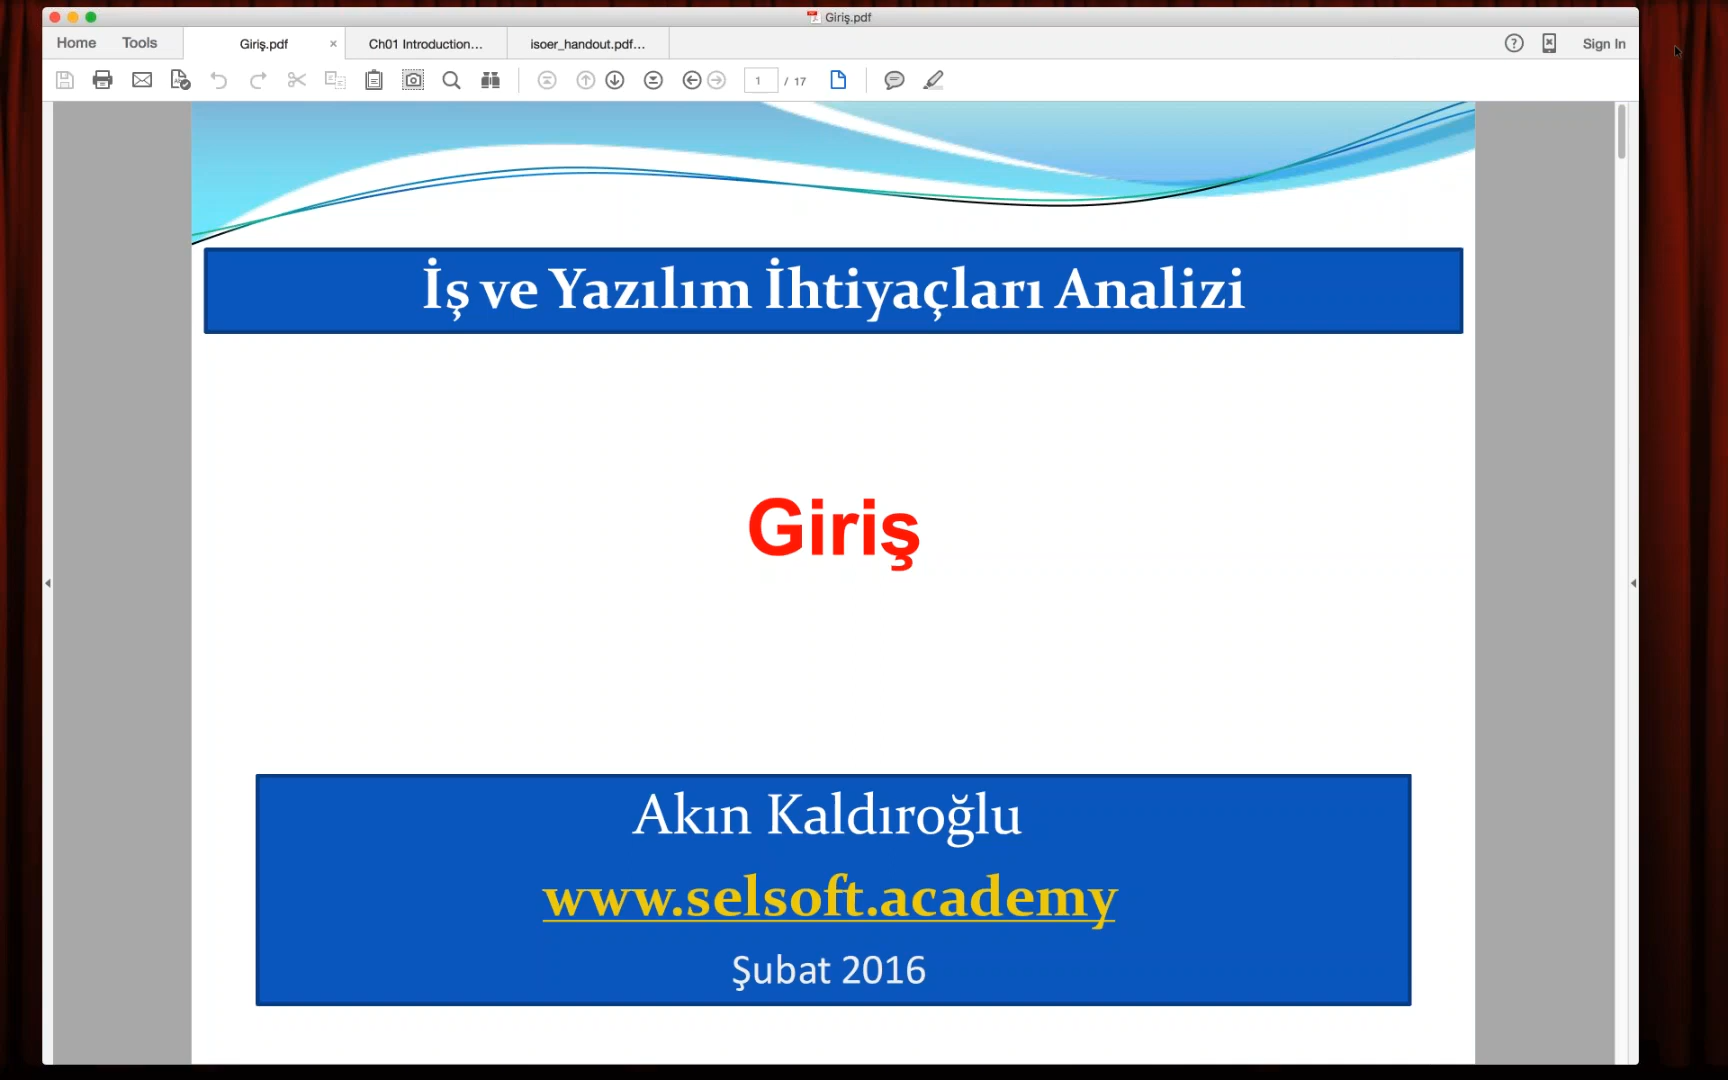 Giriş.pdf
Home Tools Giriş.pdf × Ch01 Introduction... isoer_handout.pdf... Sign In
1 / 17
İş ve Yazılım İhtiyaçları Analizi
Giriş
Akın Kaldıroğlu
www.selsoft.academy
Şubat 2016